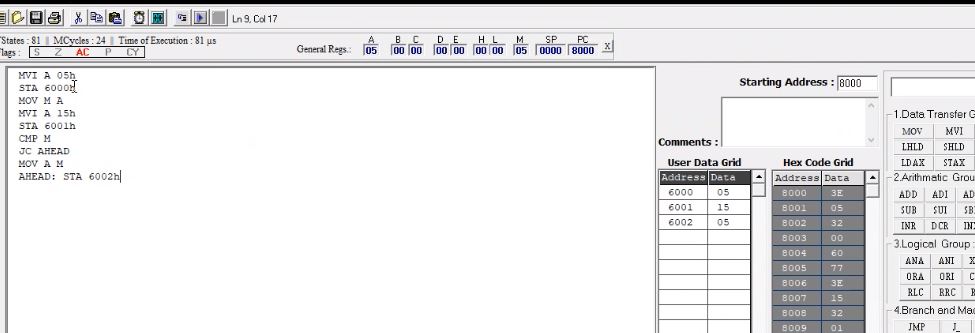 Ln 9, Col 17
States : 81 || MCycles : 24 || Time of Execution : 81 µs
lags : S Z AC P CY
General Regs.: A B C D E H L M SP PC
05 00 00 00 00 00 00 05 0000 8000 X
MVI A 05h
STA 6000h
MOV M A
MVI A 15h
STA 6001h
CMP M
JC AHEAD
MOV A M
AHEAD: STA 6002h
Starting Address : 8000
Comments :
User Data Grid
Address Data
6000 05
6001 15
6002 05
Hex Code Grid
Address Data
8000 3E
8001 05
8002 32
8003 00
8004 60
8005 77
8006 3E
8007 15
8008 32
8009 01
1.Data Transfer G
MOV MVI
LHLD SHLD
LDAX STAX
2.Arithmatic Grou
ADD ADI AD
SUB SUI SB
INR DCR IN
3.Logical Group :
ANA ANI X
ORA ORI C
RLC RRC R
4.Branch and Mac
JMP J_